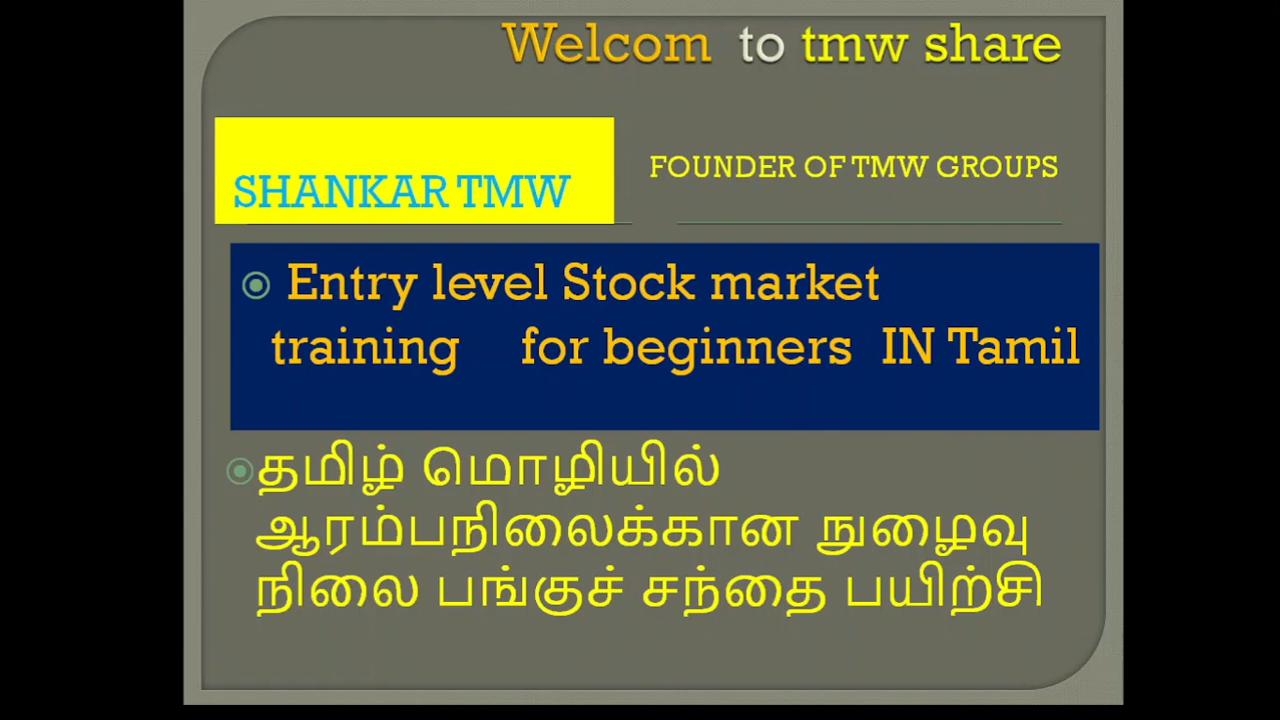 Welcom to tmw share
SHANKAR TMW
FOUNDER OF TMW GROUPS
Entry level Stock market
training for beginners IN Tamil
தமிழ் மொழியில்
ஆரம்பநிலைக்கான நுழைவு
நிலை பங்குச் சந்தை பயிற்சி